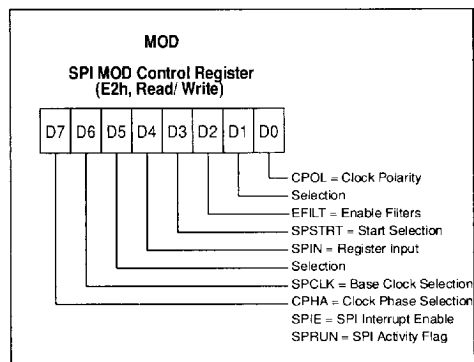 MOD
SPI MOD Control Register
(E2h, Read/ Write)
D7 D6 D5 D4 D3 D2 D1 D0
CPOL = Clock Polarity
Selection
EFILT = Enable Filters
SPSTRT = Start Selection
SPIN = Register Input
Selection
SPCLK = Base Clock Selection
CPHA = Clock Phase Selection
SPIE = SPI Interrupt Enable
SPRUN = SPI Activity Flag